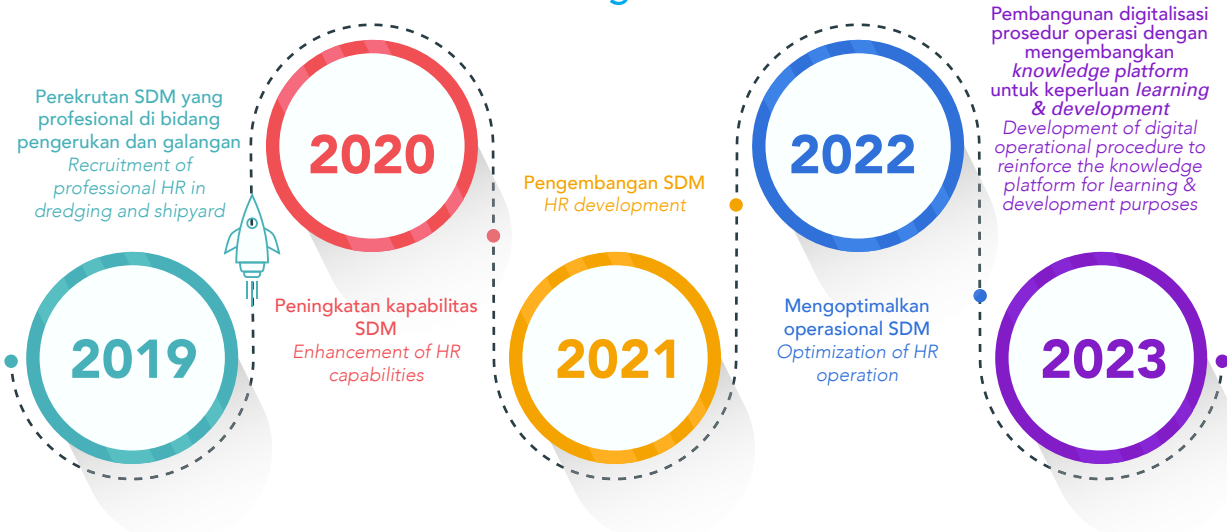 Perekrutan SDM yang
profesional di bidang
pengerukan dan galangan
Recruitment of
professional HR in
dredging and shipyard
2019
2020
Peningkatan kapabilitas
SDM
Enhancement of HR
capabilities
Pengembangan SDM
HR development
2021
2022
Mengoptimalkan
operasional SDM
Optimization of HR
operation
Pembangunan digitalisasi
prosedur operasi dengan
mengembangkan
knowledge platform
untuk keperluan learning
& development
Development of digital
operational procedure to
reinforce the knowledge
platform for learning &
development purposes
2023